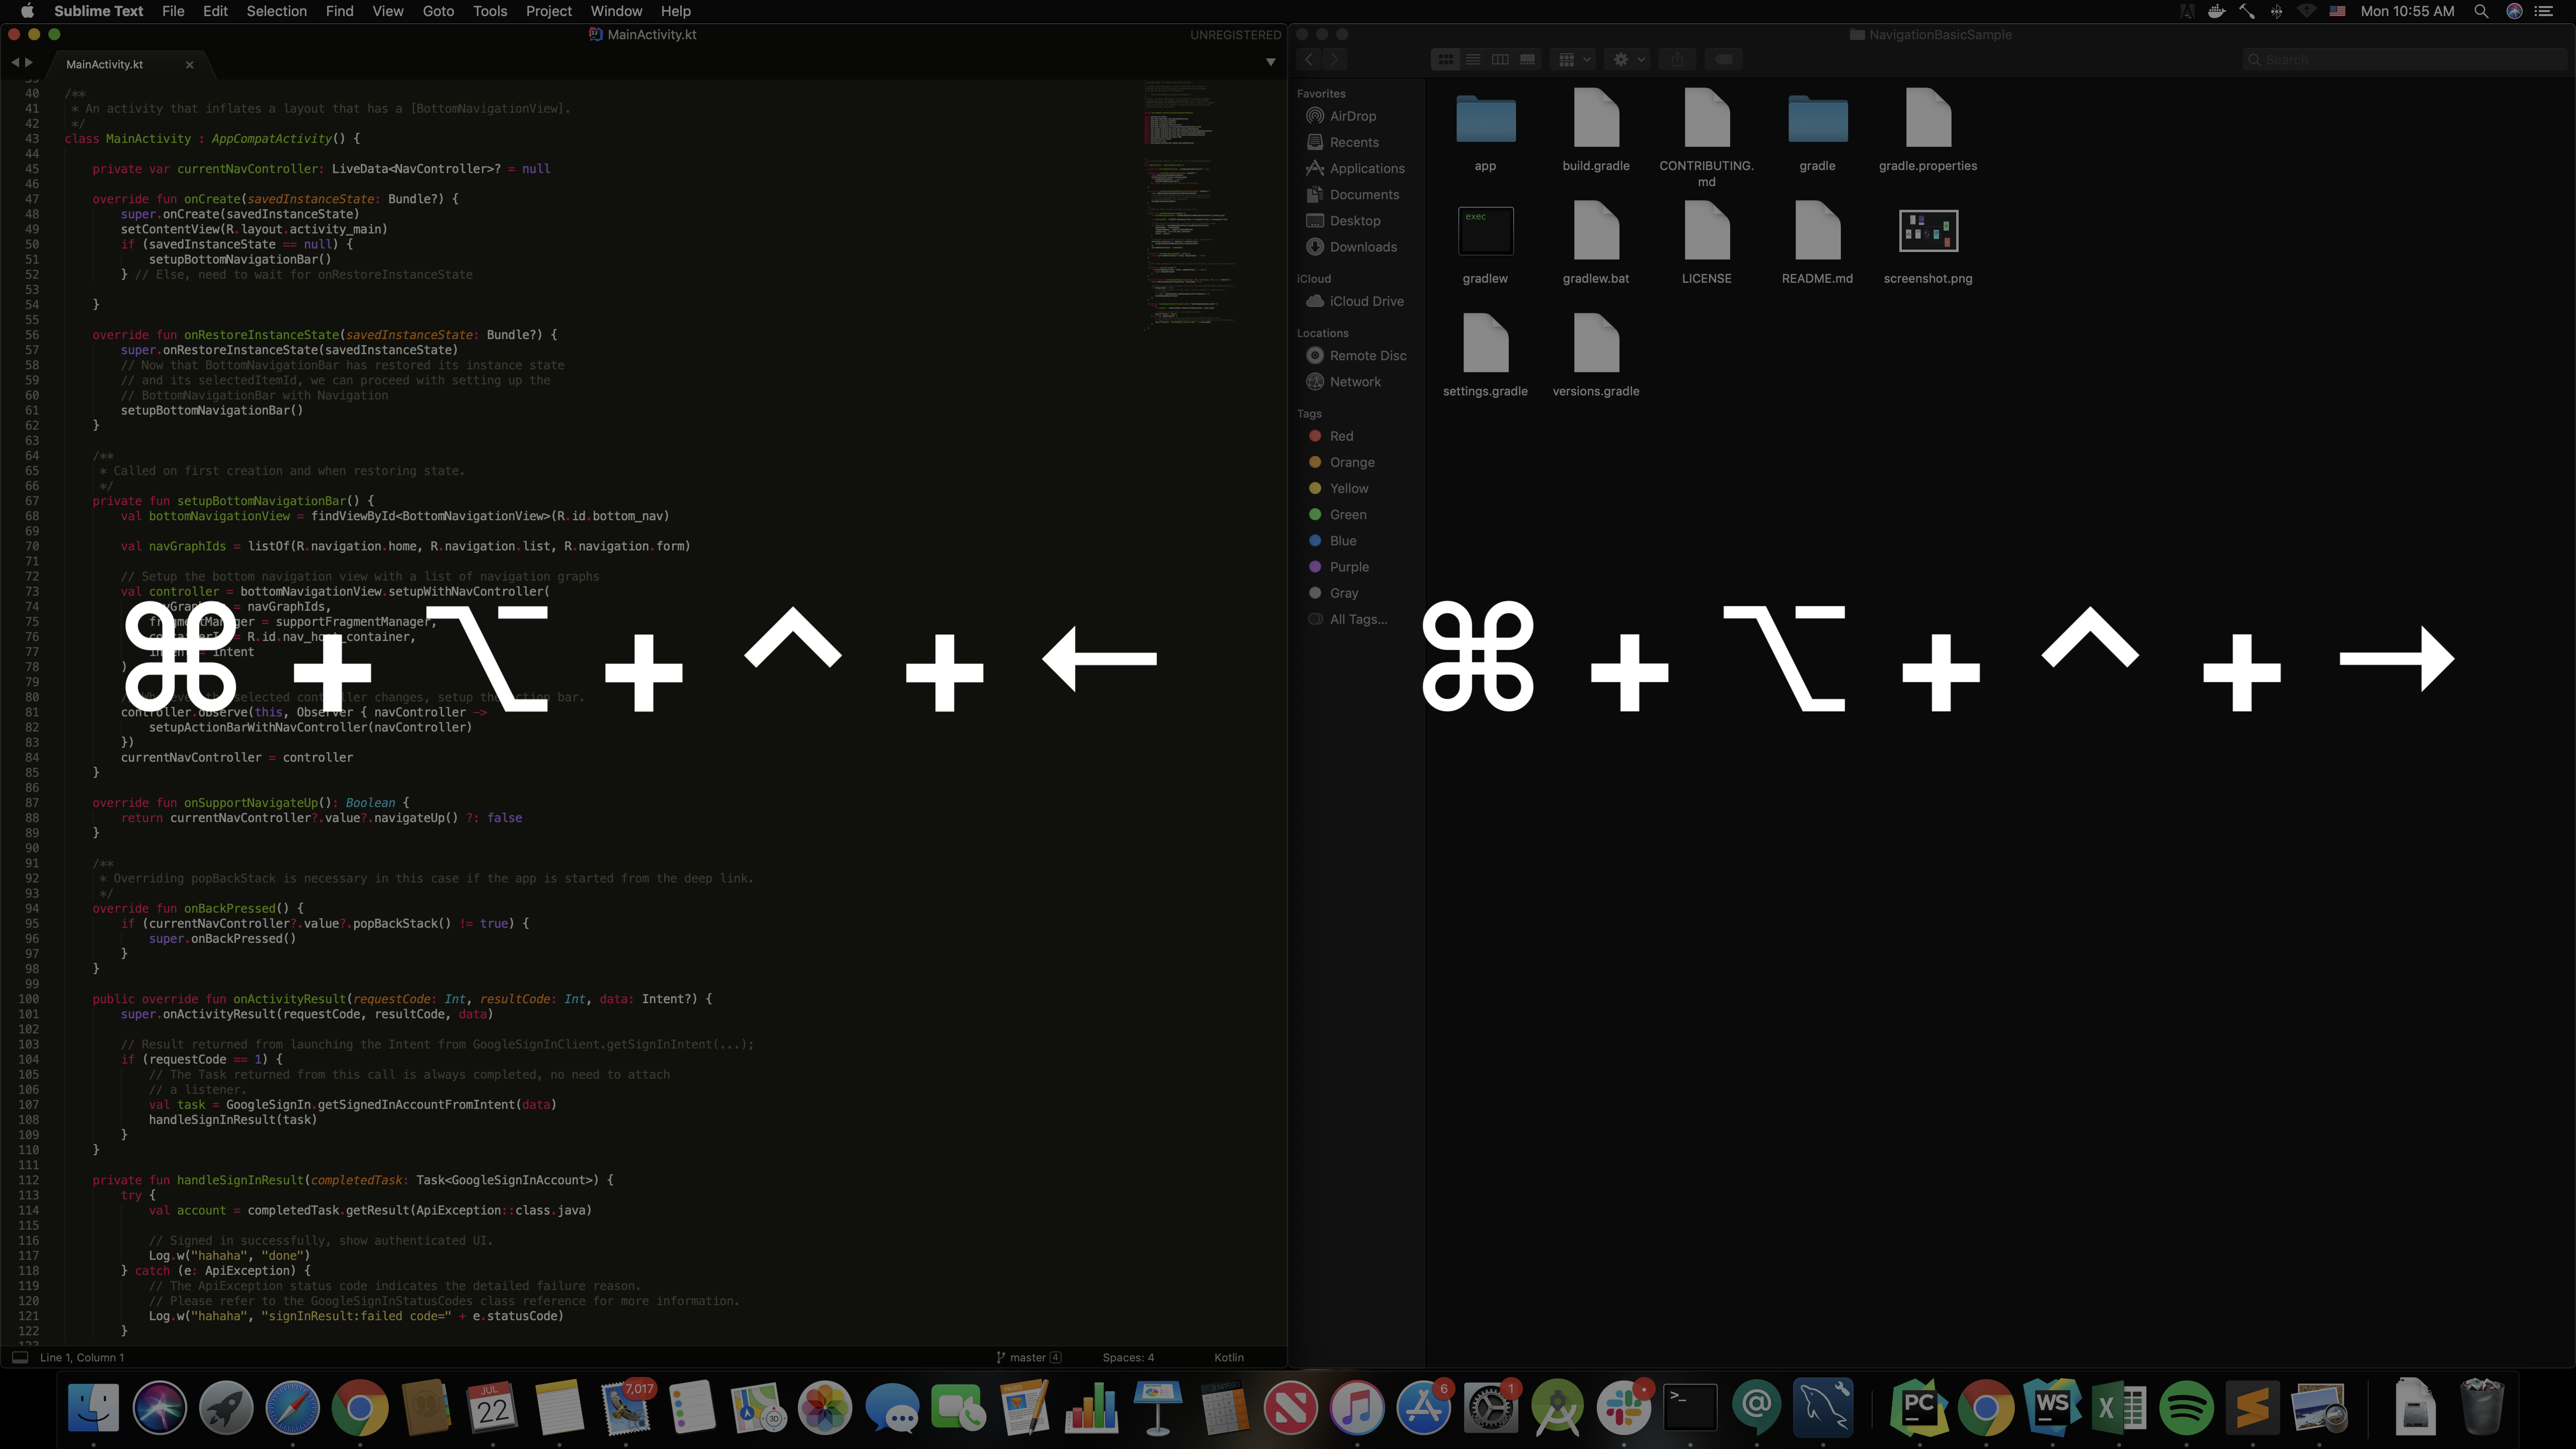 Sublime Text File Edit Selection Find View Goto Tools Project Window Help
Mon 10:55 AM
MainActivity.kt
UNREGISTERED
MainActivity.kt
40 /**
41 * An activity that inflates a layout that has a [BottomNavigationView].
42 */
43 class MainActivity : AppCompatActivity() {
44
45 private var currentNavController: LiveData<NavController>? = null
46
47 override fun onCreate(savedInstanceState: Bundle?) {
48 super.onCreate(savedInstanceState)
49 setContentView(R.layout.activity_main)
50 if (savedInstanceState == null) {
51 setupBottomNavigationBar()
52 } // Else, need to wait for onRestoreInstanceState
53
54 }
55
56 override fun onRestoreInstanceState(savedInstanceState: Bundle?) {
57 super.onRestoreInstanceState(savedInstanceState)
58 // Now that BottomNavigationBar has restored its instance state
59 // and its selectedItemId, we can proceed with setting up the
60 // BottomNavigationBar with Navigation
61 setupBottomNavigationBar()
62 }
63
64 /**
65 * Called on first creation and when restoring state.
66 */
67 private fun setupBottomNavigationBar() {
68 val bottomNavigationView = findViewById<BottomNavigationView>(R.id.bottom_nav)
69
70 val navGraphIds = listOf(R.navigation.home, R.navigation.list, R.navigation.form)
71
72 // Setup the bottom navigation view with a list of navigation graphs
73 val controller = bottomNavigationView.setupWithNavController(
74 = navGraphIds,
75 = supportFragmentManager,
76 = R.id.nav_host_container,
77 intent
78 )
79
80 selected changes, setup the bar.
81 controller.observe(this, Observer { navController ->
82 setupActionBarWithNavController(navController)
83 })
84 currentNavController = controller
85 }
86
87 override fun onSupportNavigateUp(): Boolean {
88 return currentNavController?.value?.navigateUp() ?: false
89 }
90
91 /**
92 * Overriding popBackStack is necessary in this case if the app is started from the deep link.
93 */
94 override fun onBackPressed() {
95 if (currentNavController?.value?.popBackStack() != true) {
96 super.onBackPressed()
97 }
98 }
99
100 public override fun onActivityResult(requestCode: Int, resultCode: Int, data: Intent?) {
101 super.onActivityResult(requestCode, resultCode, data)
102
103 // Result returned from launching the Intent from GoogleSignInClient.getSignInIntent(...);
104 if (requestCode == 1) {
105 // The Task returned from this call is always completed, no need to attach
106 // a listener.
107 val task = GoogleSignIn.getSignedInAccountFromIntent(data)
108 handleSignInResult(task)
109 }
110 }
111
112 private fun handleSignInResult(completedTask: Task<GoogleSignInAccount>) {
113 try {
114 val account = completedTask.getResult(ApiException::class.java)
115
116 // Signed in successfully, show authenticated UI.
117 Log.w("hahaha", "done")
118 } catch (e: ApiException) {
119 // The ApiException status code indicates the detailed failure reason.
120 // Please refer to the GoogleSignInStatusCodes class reference for more information.
121 Log.w("hahaha", "signInResult:failed code=" + e.statusCode)
122 }
Line 1, Column 1
master 4
Spaces: 4
Kotlin
⌘ + ⌥ + ^ + ←
NavigationBasicSample
Search
Favorites
AirDrop
Recents
Applications
Documents
Desktop
Downloads
iCloud
iCloud Drive
Locations
Remote Disc
Network
Tags
Red
Orange
Yellow
Green
Blue
Purple
Gray
All Tags...
app
build.gradle
CONTRIBUTING.
md
gradle
gradle.properties
exec
gradlew
gradlew.bat
LICENSE
README.md
screenshot.png
settings.gradle
versions.gradle
⌘ + ⌥ + ^ + →
JUL
22
7,017
3D
PAGES
6
1
>_
@
PC
WS
X